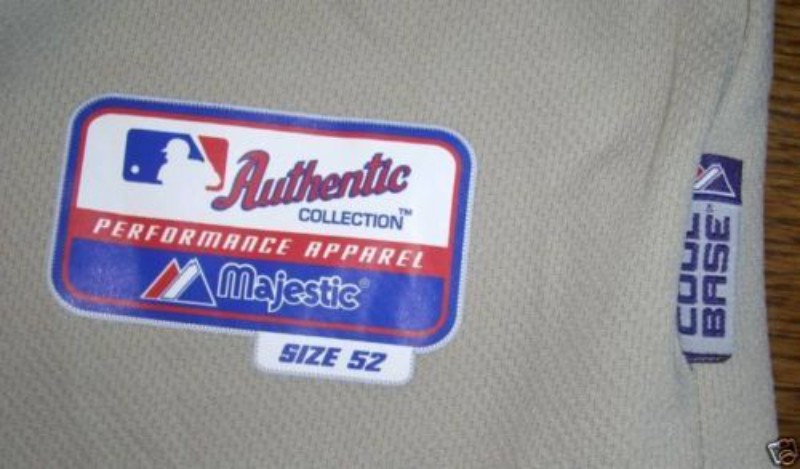 Authentic
COLLECTION™
PERFORMANCE APPAREL
Majestic®
SIZE 52
COOL
BASE